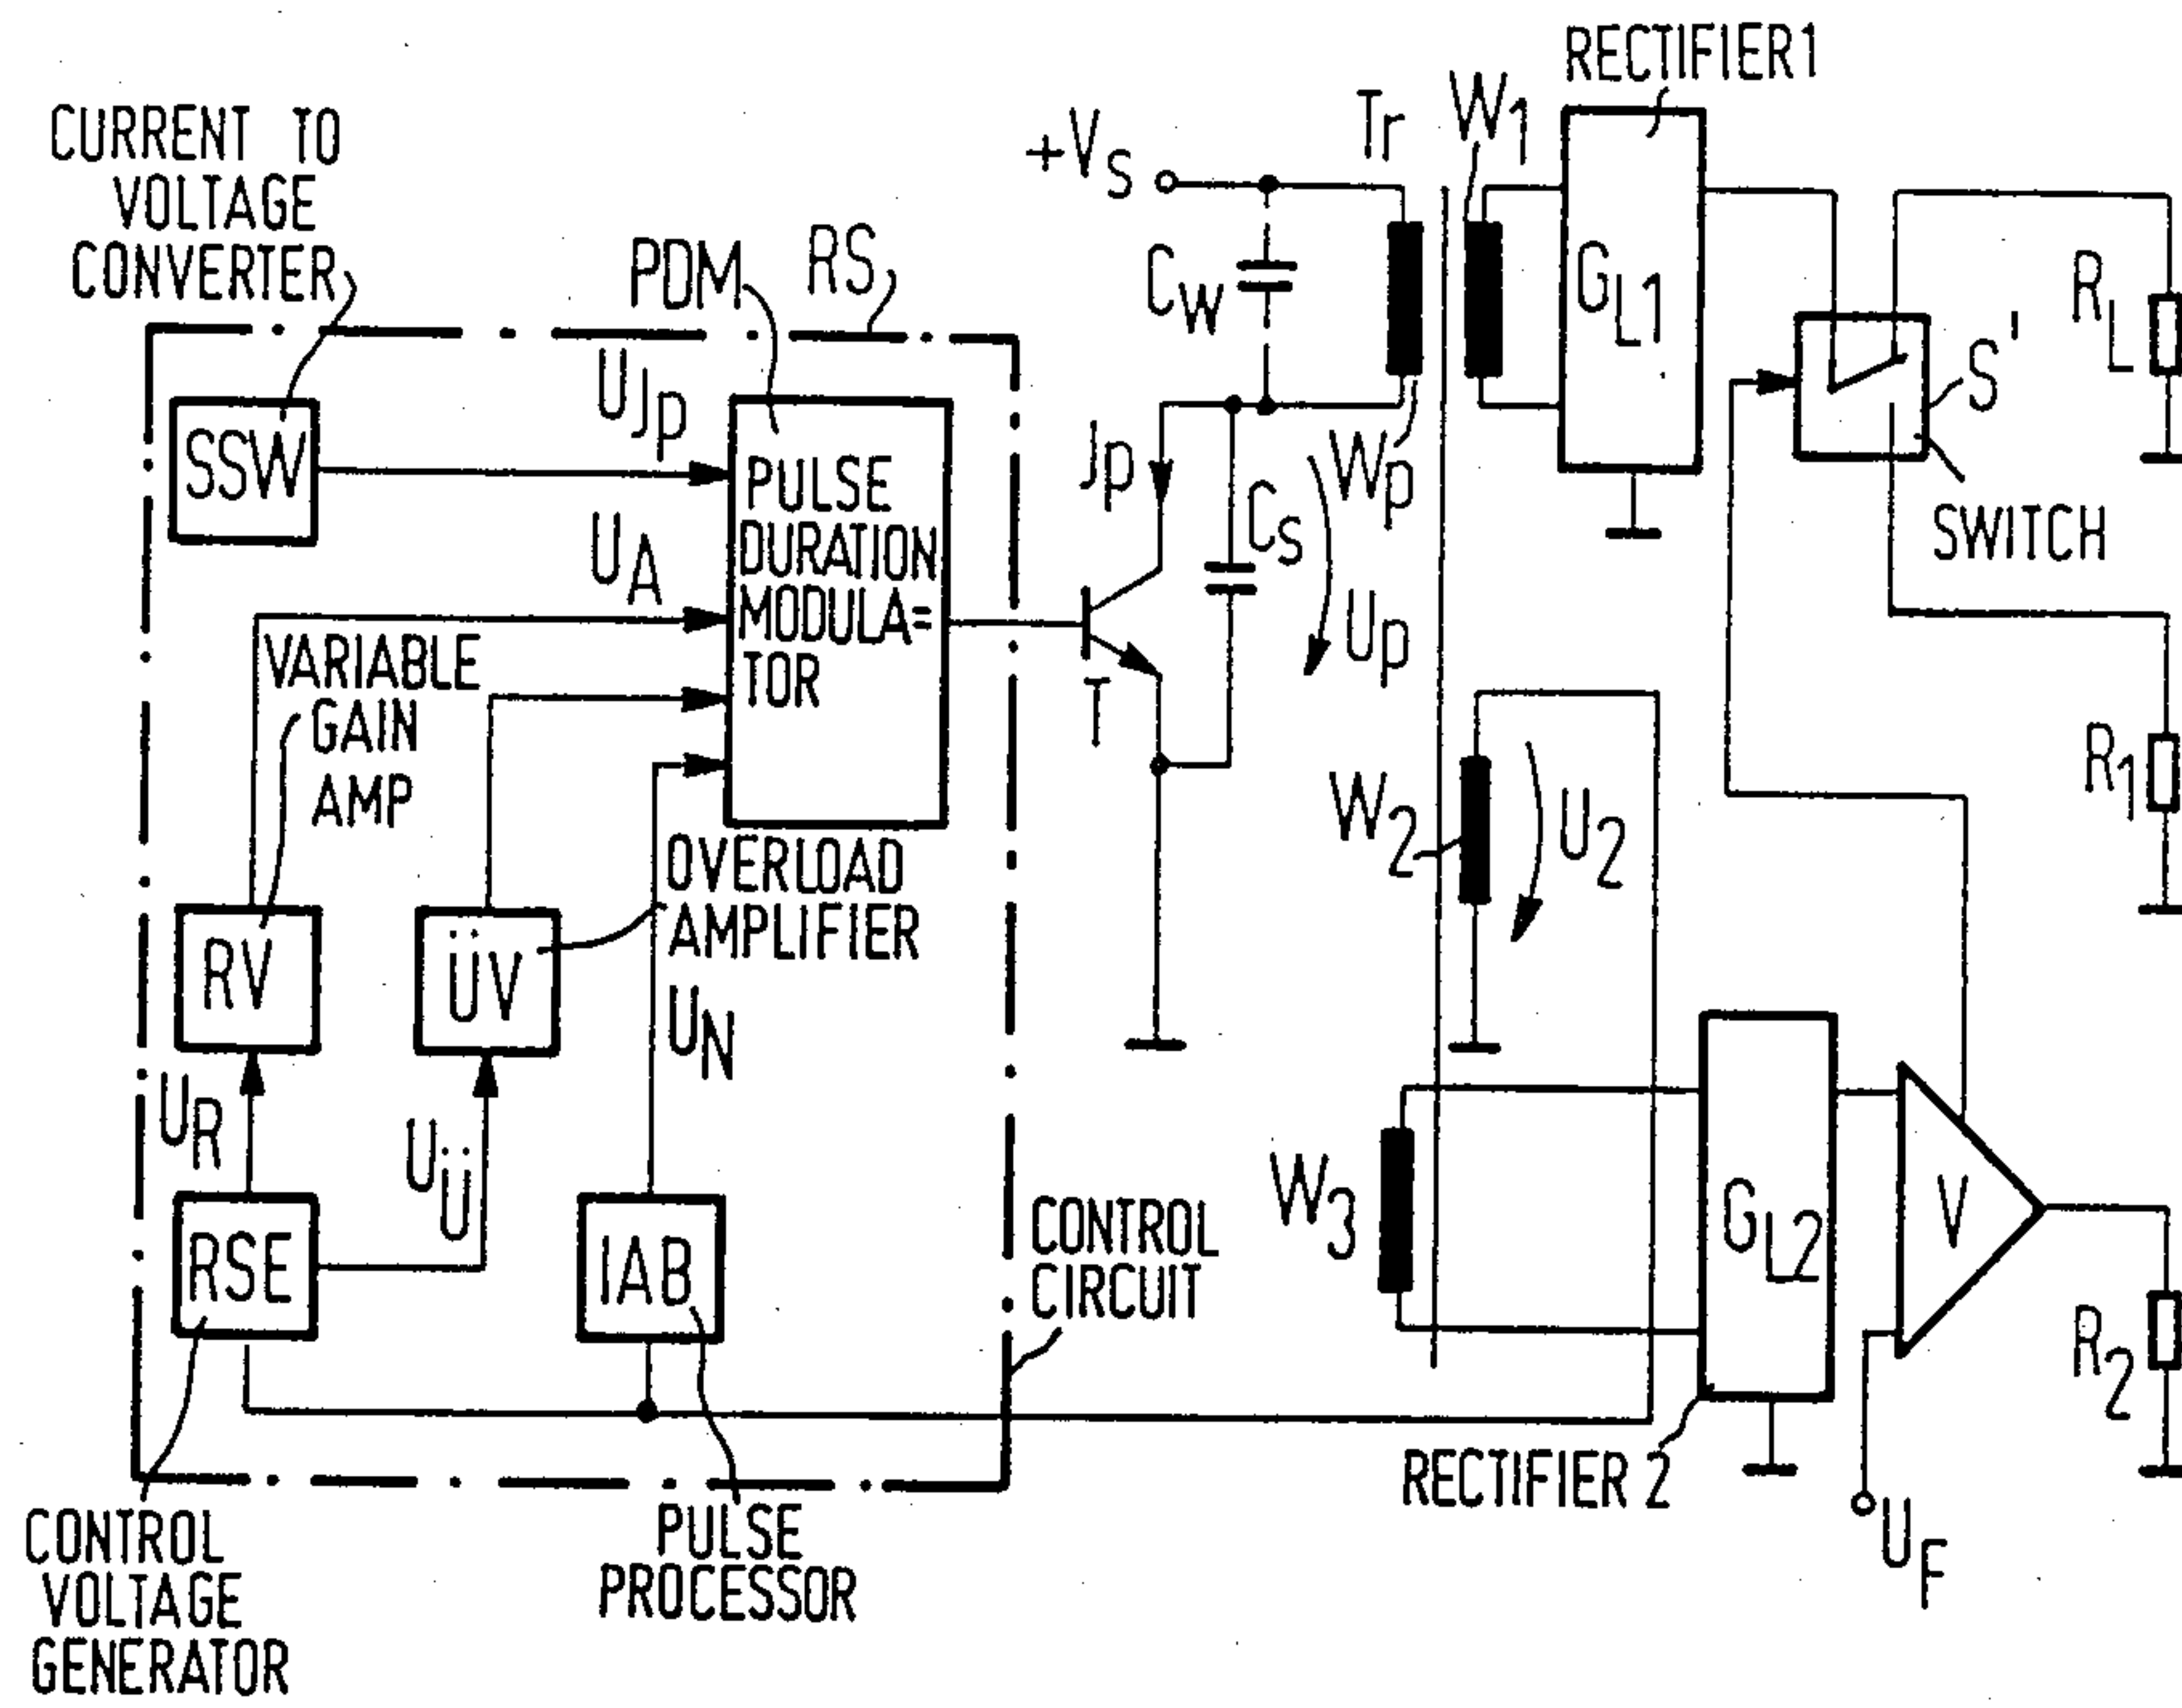 RECTIFIER1
CURRENT TO
VOLTAGE
CONVERTER
PDM
RS
+VS
Tr
W1
CW
GL1
RL
S'
SWITCH
UJp
SSW
PULSE
DURATION
MODULA=
TOR
UA
Jp
Wp
CS
Up
T
VARIABLE
GAIN
AMP
OVERLOAD
AMPLIFIER
W2
U2
R1
RV
ÜV
UN
UR
UÜ
RSE
IAB
CONTROL
CIRCUIT
W3
GL2
V
R2
RECTIFIER 2
UF
CONTROL
VOLTAGE
GENERATOR
PULSE
PROCESSOR